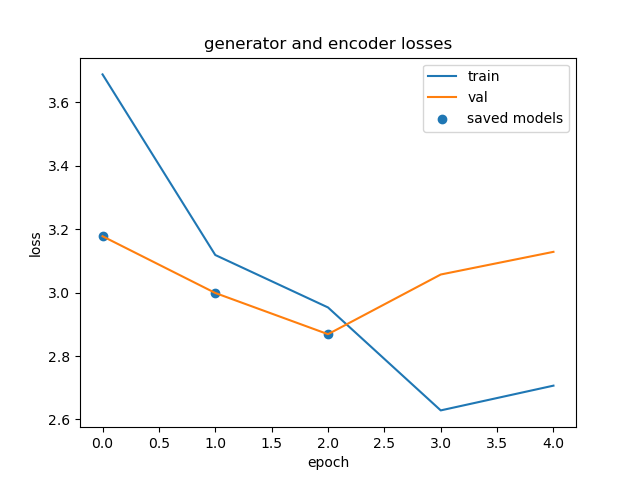 generator and encoder losses
train
val
saved models
3.6
3.4
3.2
3.0
2.8
2.6
loss
0.0 0.5 1.0 1.5 2.0 2.5 3.0 3.5 4.0
epoch